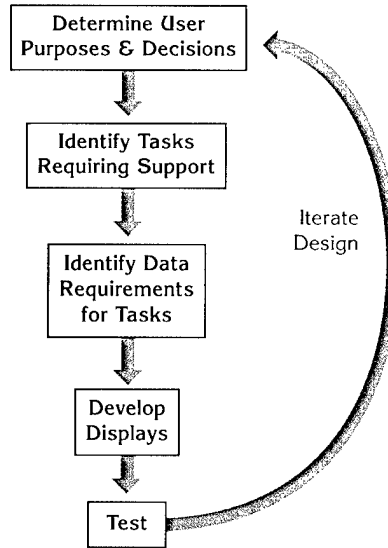 Determine User
Purposes & Decisions
Identify Tasks
Requiring Support
Iterate
Design
Identify Data
Requirements
for Tasks
Develop
Displays
Test